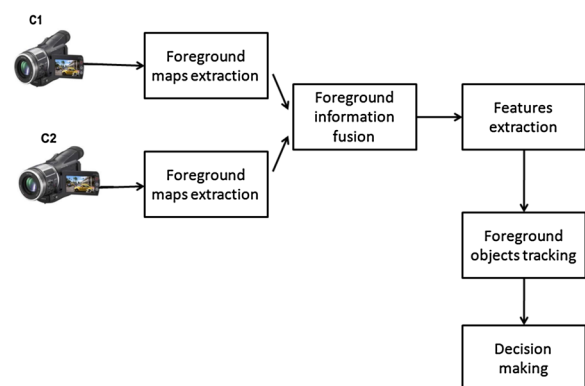 C1
Foreground
maps extraction
C2
Foreground
maps extraction
Foreground
information
fusion
Features
extraction
Foreground
objects tracking
Decision
making